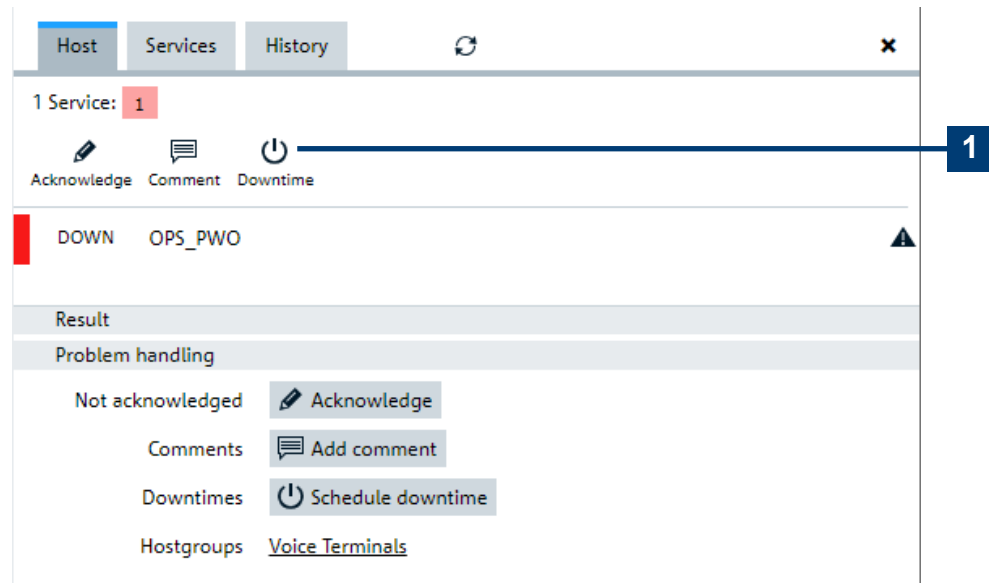 Host Services History
1 Service: 1
Acknowledge Comment Downtime
1
DOWN OPS_PWO
Result
Problem handling
Not acknowledged Acknowledge
Comments Add comment
Downtimes Schedule downtime
Hostgroups Voice Terminals